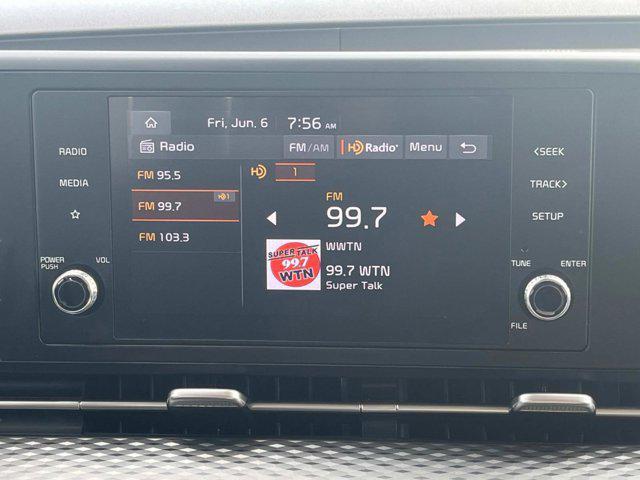 Fri, Jun. 6 7:56 AM
Radio FM/AM HD Radio Menu
FM 95.5
HD 1
FM 99.7
HD1
FM 103.3
FM
99.7
WWTN
99.7 WTN
Super Talk
SUPER TALK
99.7
WTN
RADIO
MEDIA
POWER
PUSH
VOL
<SEEK
TRACK>
SETUP
TUNE
ENTER
FILE